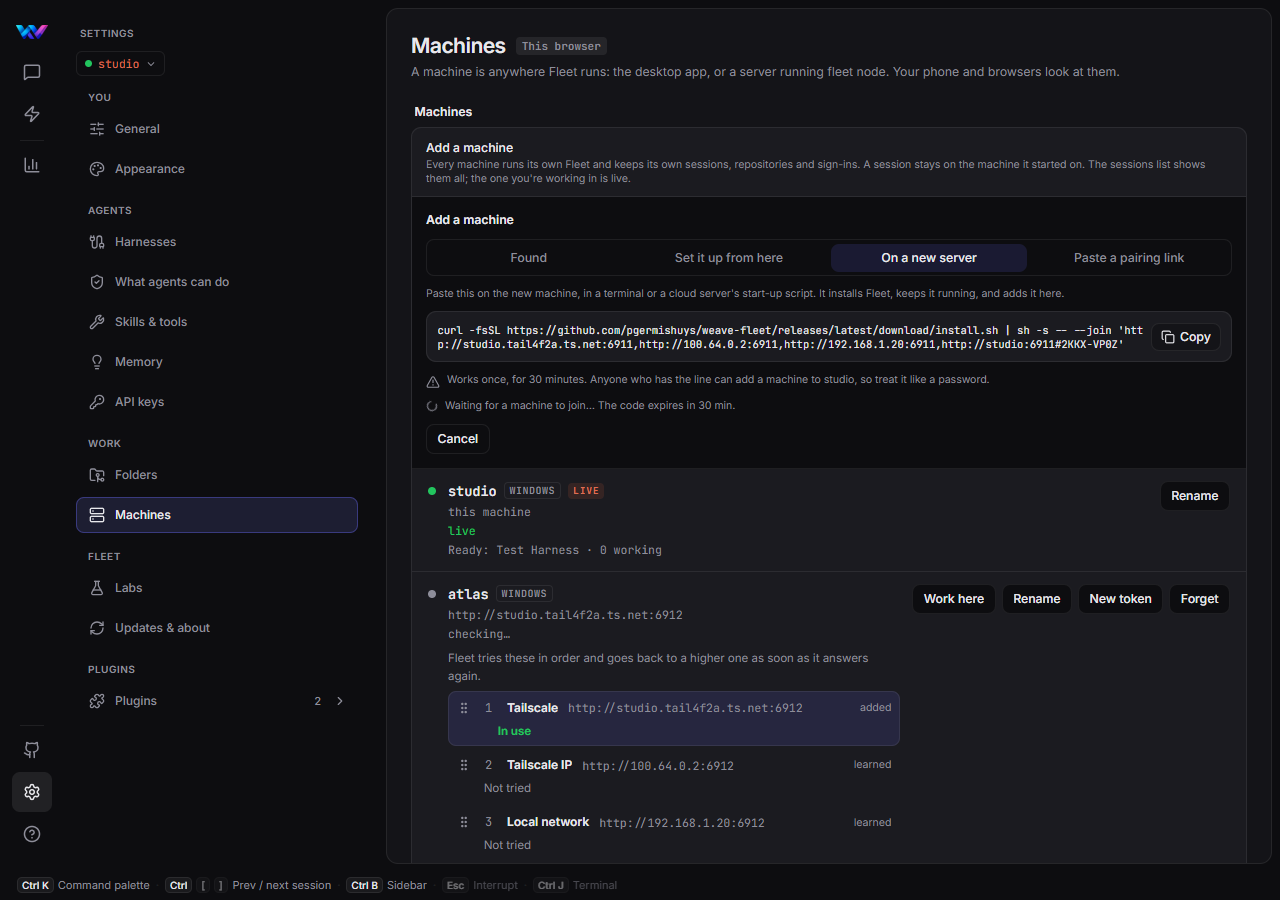 SETTINGS
studio
YOU
General
Appearance
AGENTS
Harnesses
What agents can do
Skills & tools
Memory
API keys
WORK
Folders
Machines
FLEET
Labs
Updates & about
PLUGINS
Plugins 2
Machines This browser
A machine is anywhere Fleet runs: the desktop app, or a server running fleet node. Your phone and browsers look at them.
Machines
Add a machine
Every machine runs its own Fleet and keeps its own sessions, repositories and sign-ins. A session stays on the machine it started on. The sessions list shows
them all; the one you're working in is live.
Add a machine
Found Set it up from here On a new server Paste a pairing link
Paste this on the new machine, in a terminal or a cloud server's start-up script. It installs Fleet, keeps it running, and adds it here.
curl -fsSL https://github.com/pgermishuys/weave-fleet/releases/latest/download/install.sh | sh -s -- --join 'htt
p://studio.tail4f2a.ts.net:6911,http://100.64.0.2:6911,http://192.168.1.20:6911,http://studio:6911#2KKX-VP0Z'
Copy
Works once, for 30 minutes. Anyone who has the line can add a machine to studio, so treat it like a password.
Waiting for a machine to join... The code expires in 30 min.
Cancel
studio WINDOWS LIVE
Rename
this machine
live
Ready: Test Harness · 0 working
atlas WINDOWS
Work here Rename New token Forget
http://studio.tail4f2a.ts.net:6912
checking…
Fleet tries these in order and goes back to a higher one as soon as it answers
again.
1 Tailscale http://studio.tail4f2a.ts.net:6912 added
In use
2 Tailscale IP http://100.64.0.2:6912 learned
Not tried
3 Local network http://192.168.1.20:6912 learned
Not tried
Ctrl K Command palette · Ctrl [ ] Prev / next session · Ctrl B Sidebar · Esc Interrupt · Ctrl J Terminal